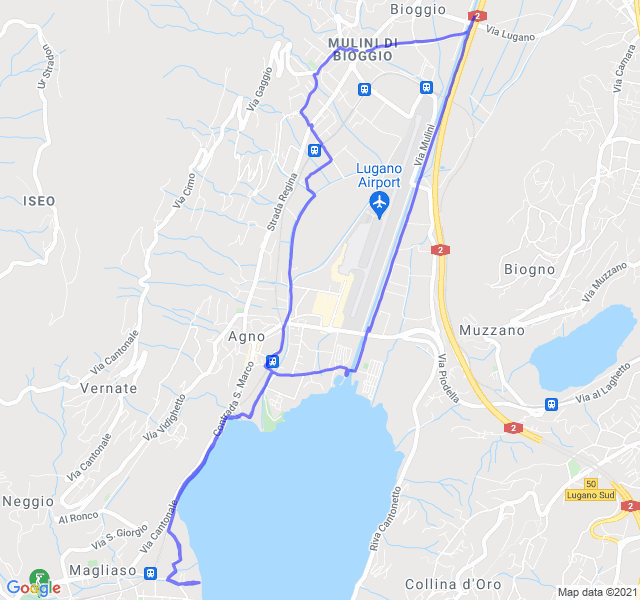 Bioggio
2
Via Lugano
MULINI DI
BIOGGIO
Ur Stradon
Via Gaggio
Via Camara
Via Mulini
Lugano
Airport
Via Cimo
Strada Regina
ISEO
2
Biogno
Via Muzzano
Muzzano
Agno
Via Cantonale
Contrada S. Marco
Via Prodella
Vernate
Via Vidighetto
Via al Laghetto
2
Via Cantonale
50
Lugano Sud
2
Neggio
Al Ronco
Via Cantonale
Via S. Giorgio
Riva Cantonetto
Magliaso
Collina d'Oro
Google
Map data ©2021